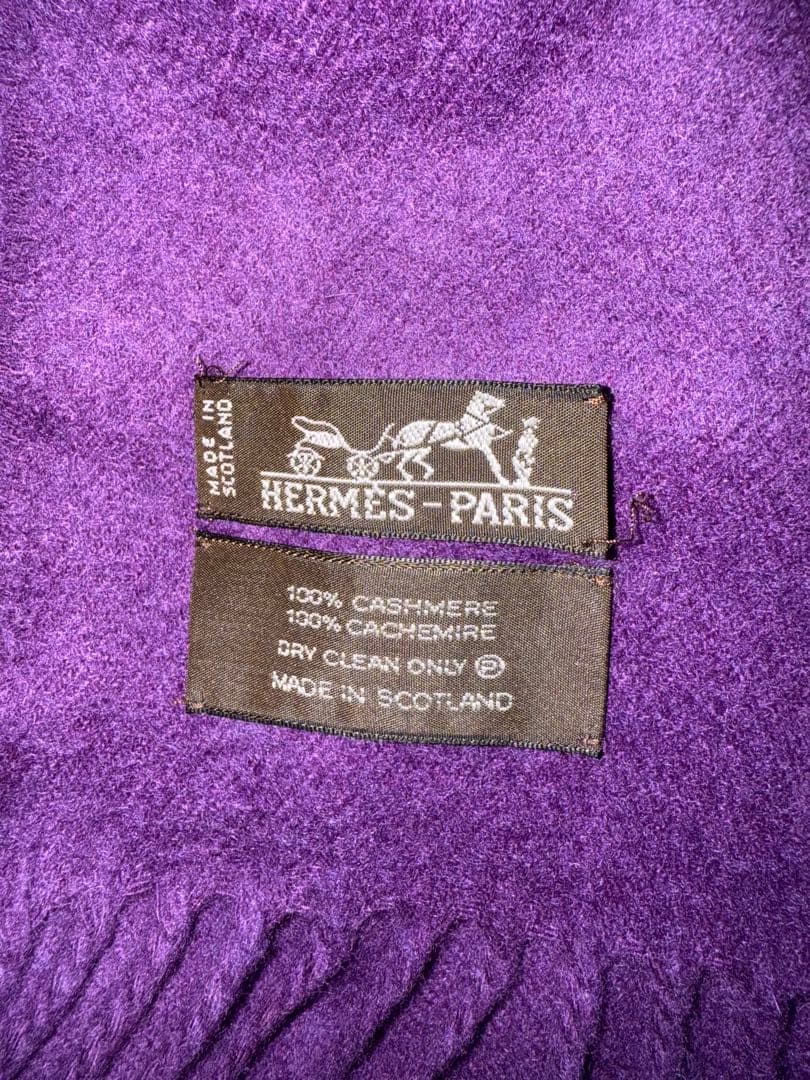 MADE IN
SCOTLAND
HERMÈS-PARIS
100% CASHMERE
100% CACHEMIRE
DRY CLEAN ONLY Ⓟ
MADE IN SCOTLAND